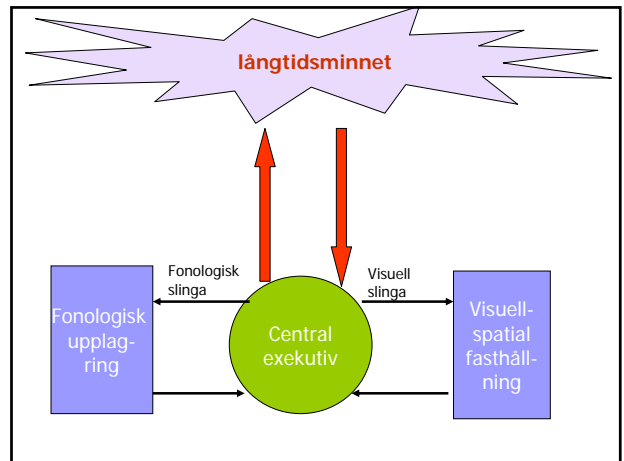 långtidsminnet
Fonologisk
slinga
Visuell
slinga
Fonologisk
upplag-
ring
Central
exekutiv
Visuell-
spatial
fasthåll-
ning